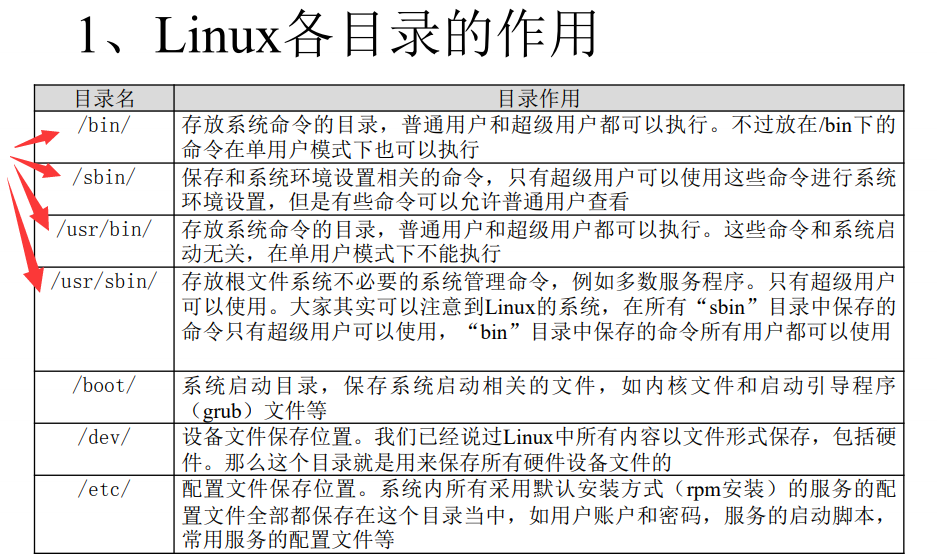 1、Linux各目录的作用
目录名 目录作用
/bin/ 存放系统命令的目录，普通用户和超级用户都可以执行。不过放在/bin下的
命令在单用户模式下也可以执行
/sbin/ 保存和系统环境设置相关的命令，只有超级用户可以使用这些命令进行系统
环境设置，但是有些命令可以允许普通用户查看
/usr/bin/ 存放系统命令的目录，普通用户和超级用户都可以执行。这些命令和系统启
动无关，在单用户模式下不能执行
/usr/sbin/ 存放根文件系统不必要的系统管理命令，例如多数服务程序。只有超级用户
可以使用。大家其实可以注意到Linux的系统，在所有“sbin”目录中保存的
命令只有超级用户可以使用，“bin”目录中保存的命令所有用户都可以使用
/boot/ 系统启动目录，保存系统启动相关的文件，如内核文件和启动引导程序
（grub）文件等
/dev/ 设备文件保存位置。我们已经说过Linux中所有内容以文件形式保存，包括硬
件。那么这个目录就是用来保存所有硬件设备文件的
/etc/ 配置文件保存位置。系统内所有采用默认安装方式（rpm安装）的服务的配
置文件全部都保存在这个目录当中，如用户账户和密码，服务的启动脚本，
常用服务的配置文件等